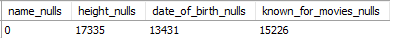 name_nulls height_nulls date_of_birth_nulls known_for_movies_nulls
0 17335 13431 15226